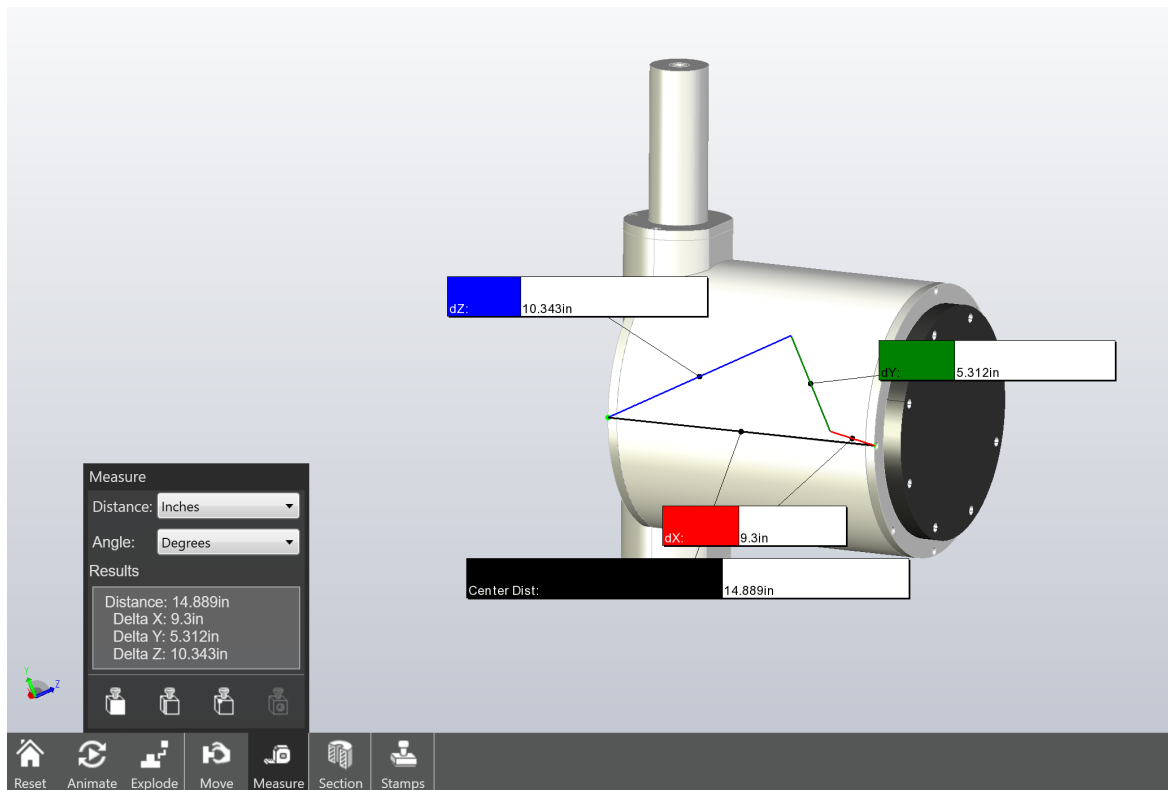 dZ: 10.343in
dY: 5.312in
dX: 9.3in
Center Dist: 14.889in
Measure
Distance: Inches
Angle: Degrees
Results
Distance: 14.889in
Delta X: 9.3in
Delta Y: 5.312in
Delta Z: 10.343in
Y
Z
Reset Animate Explode Move Measure Section Stamps